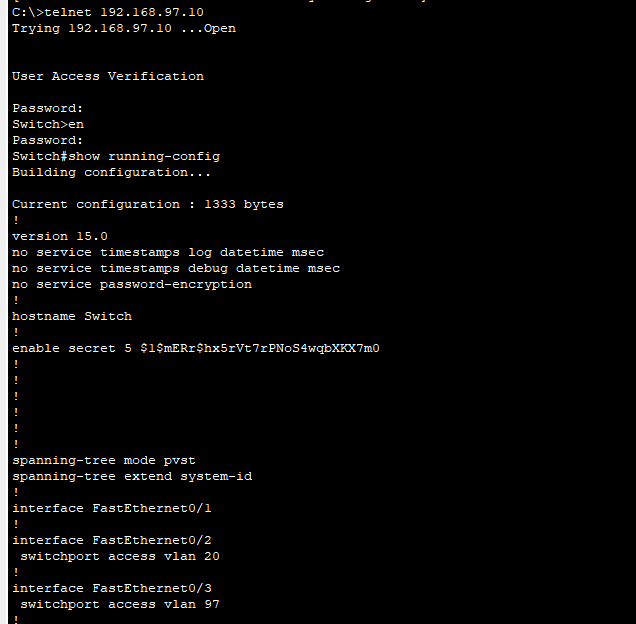 C:\>telnet 192.168.97.10
Trying 192.168.97.10 ...Open
User Access Verification
Password:
Switch>en
Password:
Switch#show running-config
Building configuration...
Current configuration : 1333 bytes
!
version 15.0
no service timestamps log datetime msec
no service timestamps debug datetime msec
no service password-encryption
!
hostname Switch
!
enable secret 5 $1$mERr$hx5rVt7rPNoS4wqbXKX7m0
!
!
!
!
!
!
spanning-tree mode pvst
spanning-tree extend system-id
!
interface FastEthernet0/1
!
interface FastEthernet0/2
 switchport access vlan 20
!
interface FastEthernet0/3
 switchport access vlan 97
!